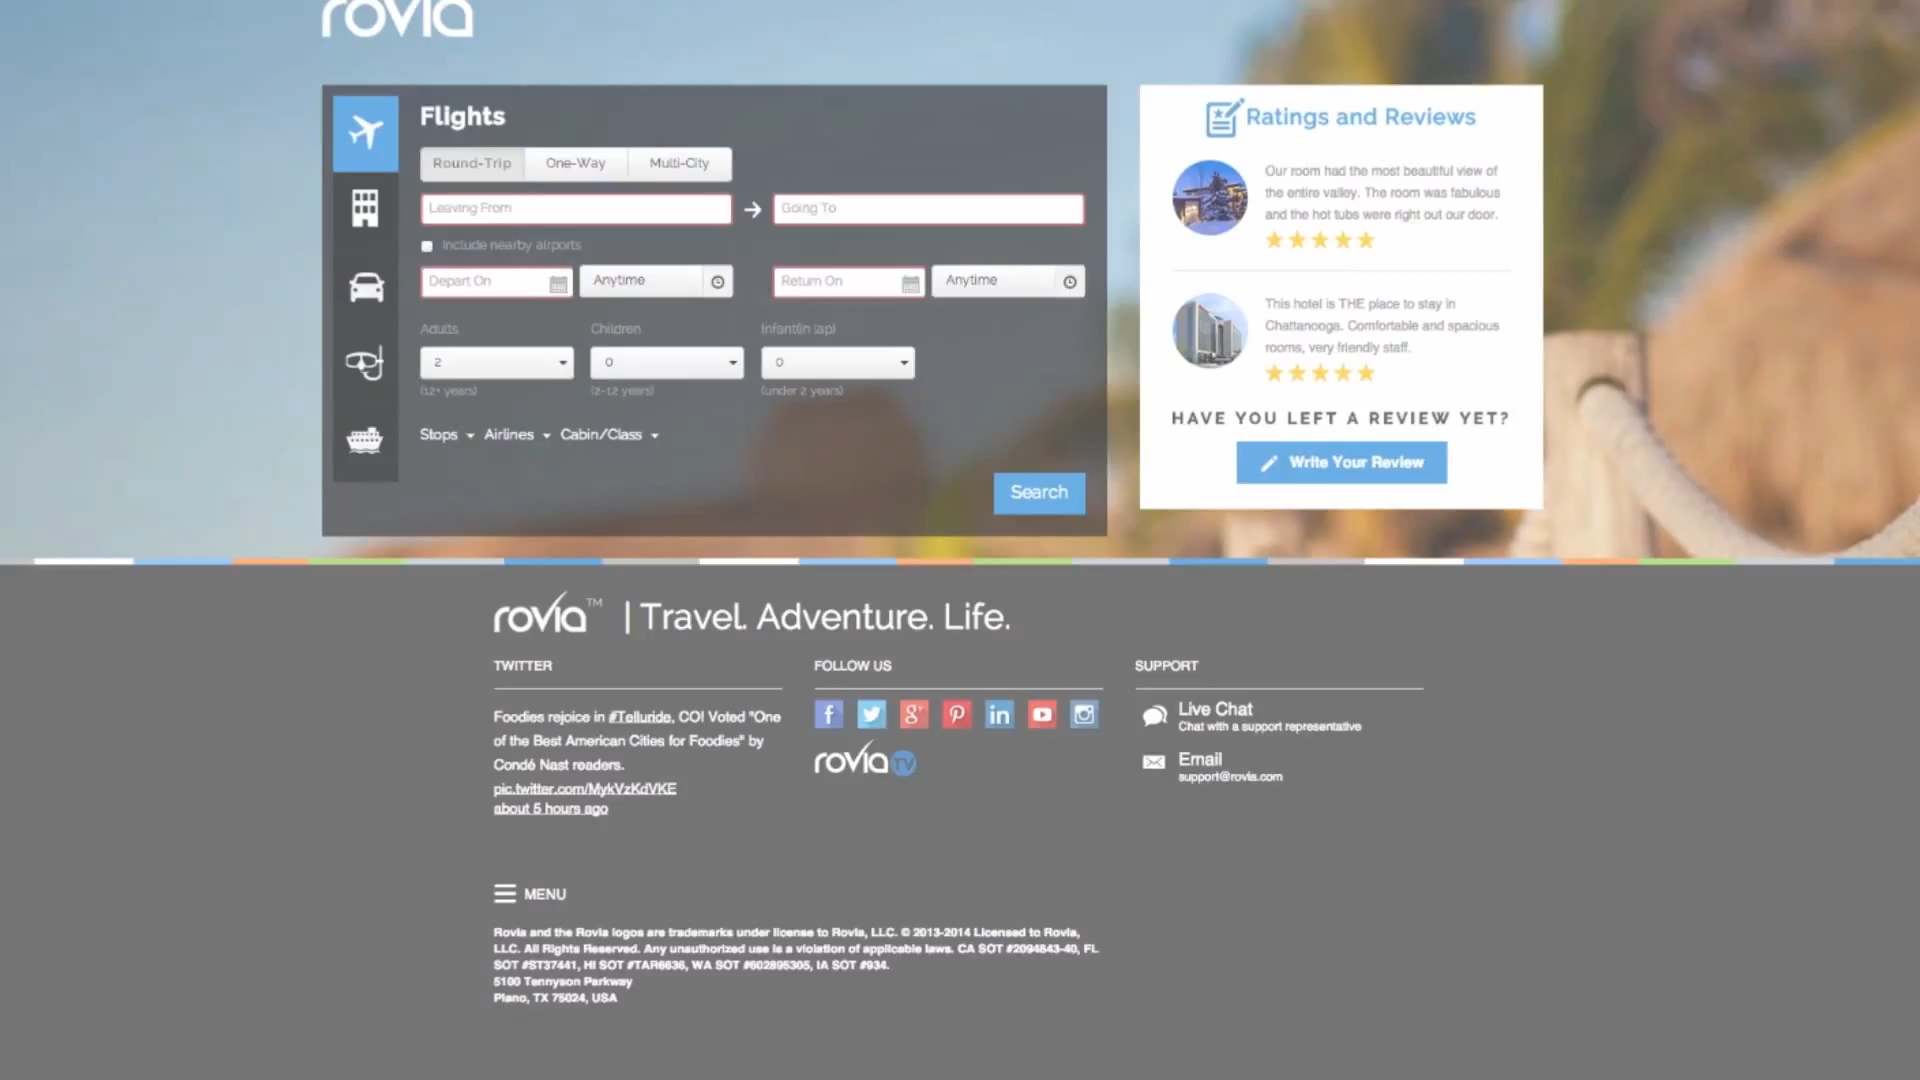 rovia
Flights
Round-Trip One-Way Multi-City
Leaving From Going To
Include nearby airports
Depart On Anytime Return On Anytime
Adults Children Infant(in lap)
2 0 0
(12+ years) (2-12 years) (under 2 years)
Stops Airlines Cabin/Class
Search
Ratings and Reviews
Our room had the most beautiful view of
the entire valley. The room was fabulous
and the hot tubs were right out our door.
This hotel is THE place to stay in
Chattanooga. Comfortable and spacious
rooms, very friendly staff.
HAVE YOU LEFT A REVIEW YET?
Write Your Review
rovia™ | Travel. Adventure. Life.
TWITTER
Foodies rejoice in #Telluride, CO! Voted "One
of the Best American Cities for Foodies" by
Condé Nast readers.
pic.twitter.com/MykVzKdVKE
about 5 hours ago
FOLLOW US
rovia TV
SUPPORT
Live Chat
Chat with a support representative
Email
support@rovia.com
MENU
Rovia and the Rovia logos are trademarks under license to Rovia, LLC. © 2013-2014 Licensed to Rovia,
LLC. All Rights Reserved. Any unauthorized use is a violation of applicable laws. CA SOT #2094843-40, FL
SOT #ST37441, HI SOT #TAR6636, WA SOT #602895305, IA SOT #934.
5100 Tennyson Parkway
Plano, TX 75024, USA